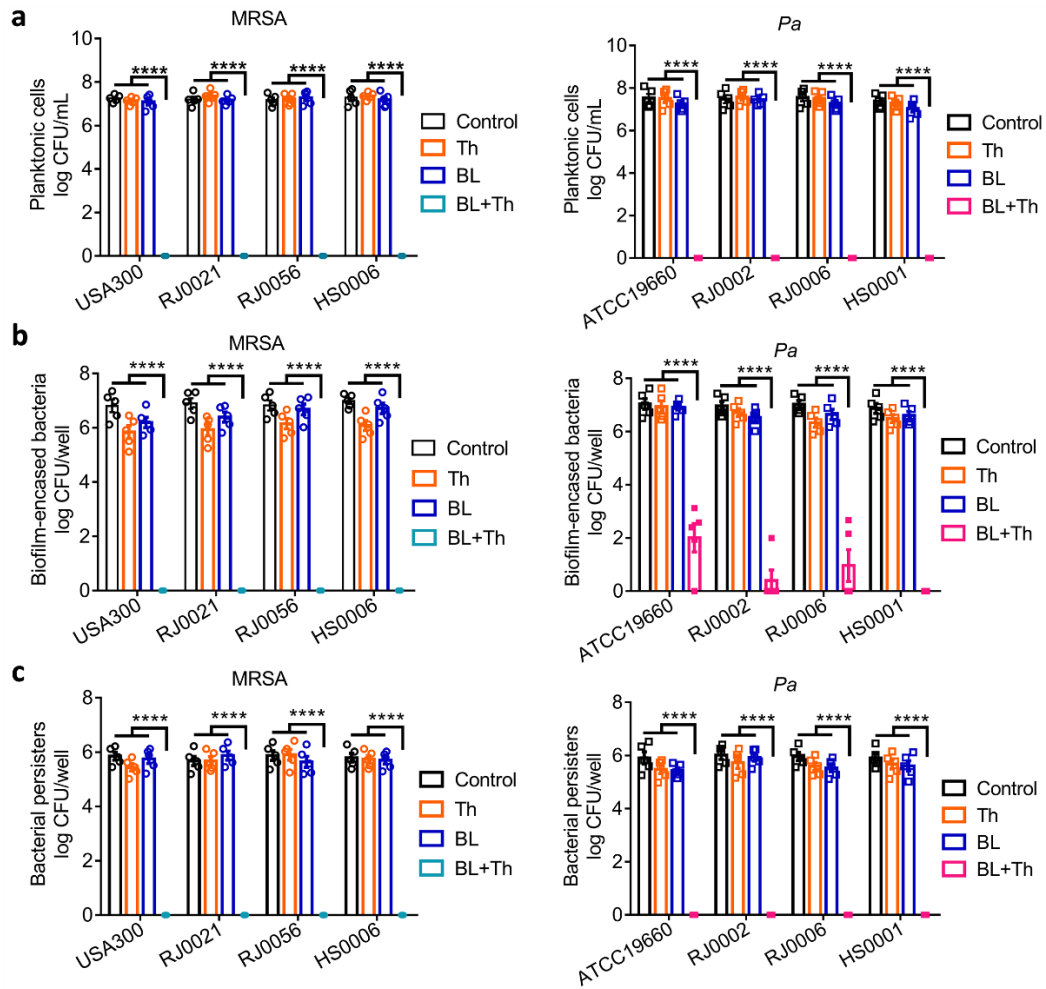 a
MRSA
Planktonic cells
log CFU/mL
10
8
6
4
2
0
****
****
****
****
USA300
RJ0021
RJ0056
HS0006
Control
Th
BL
BL+Th
Pa
Planktonic cells
log CFU/mL
10
8
6
4
2
0
****
****
****
****
ATCC19660
RJ0002
RJ0006
HS0001
Control
Th
BL
BL+Th
b
MRSA
Biofilm-encased bacteria
log CFU/well
8
6
4
2
0
****
****
****
****
USA300
RJ0021
RJ0056
HS0006
Control
Th
BL
BL+Th
Pa
Biofilm-encased bacteria
log CFU/well
8
6
4
2
0
****
****
****
****
ATCC19660
RJ0002
RJ0006
HS0001
Control
Th
BL
BL+Th
c
MRSA
Bacterial persisters
log CFU/well
8
6
4
2
0
****
****
****
****
USA300
RJ0021
RJ0056
HS0006
Control
Th
BL
BL+Th
Pa
Bacterial persisters
log CFU/well
8
6
4
2
0
****
****
****
****
ATCC19660
RJ0002
RJ0006
HS0001
Control
Th
BL
BL+Th